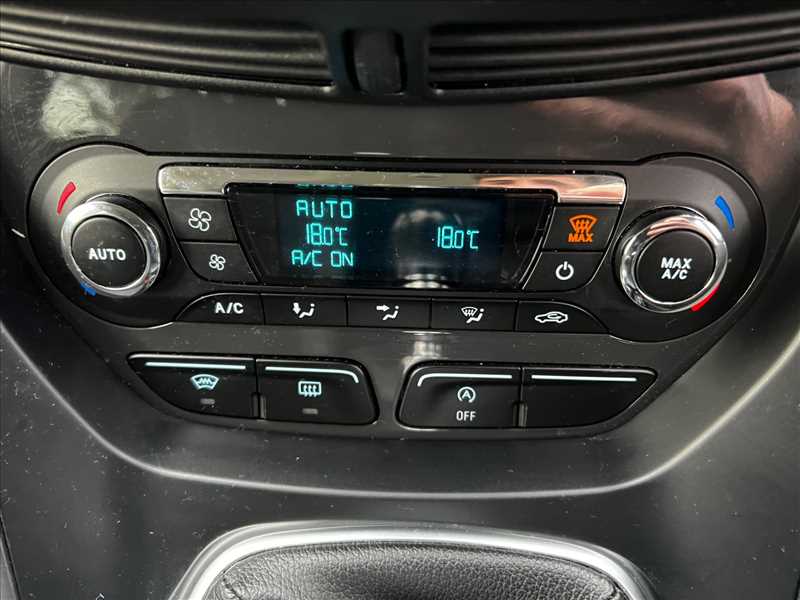 AUTO
18.0°C
18.0°C
A/C ON
MAX
AUTO
MAX
A/C
A/C
A
OFF